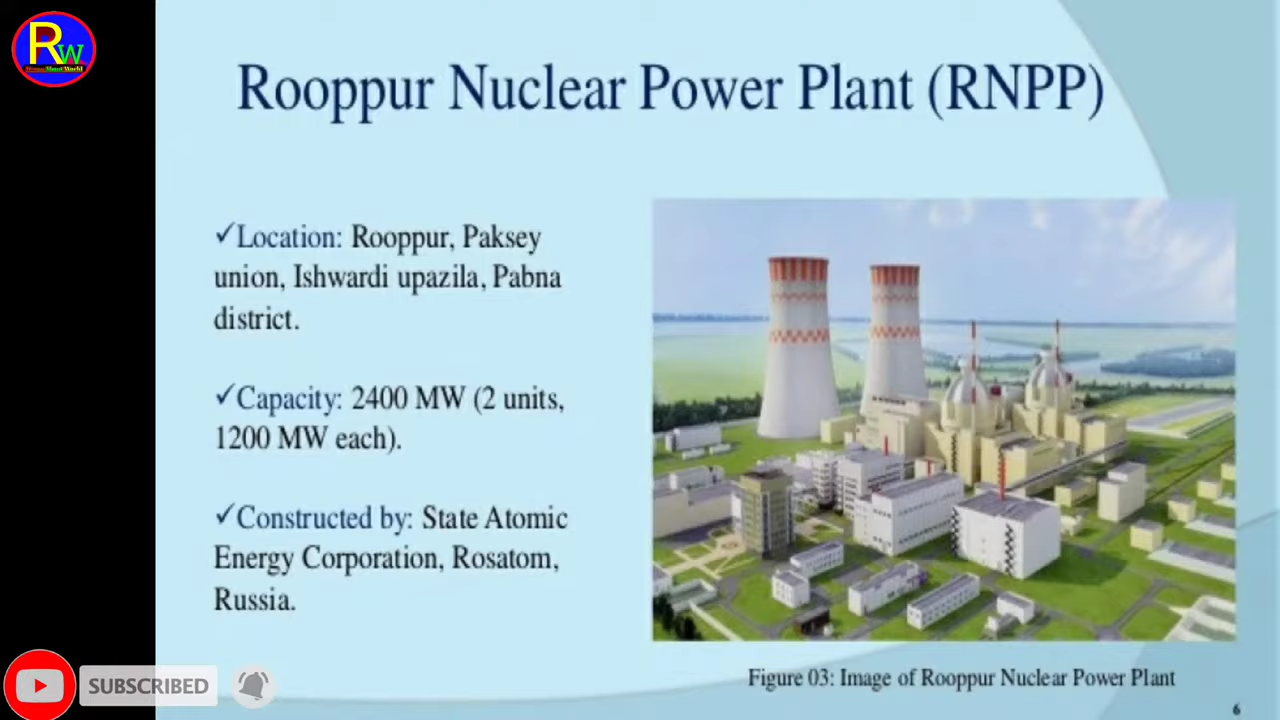 RW
Rooppur Nuclear Power Plant (RNPP)
✓Location: Rooppur, Paksey
union, Ishwardi upazila, Pabna
district.
✓Capacity: 2400 MW (2 units,
1200 MW each).
✓Constructed by: State Atomic
Energy Corporation, Rosatom,
Russia.
Figure 03: Image of Rooppur Nuclear Power Plant
SUBSCRIBED
6